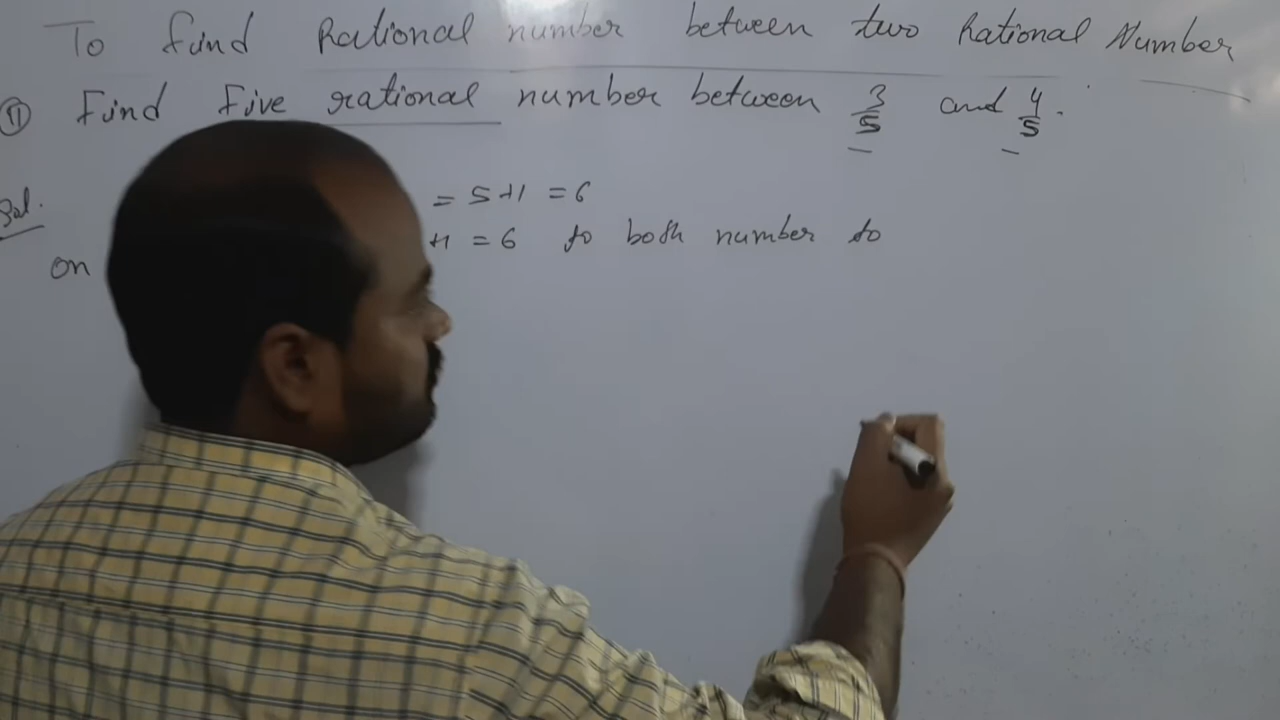 To find Rational number between two Rational Number
(11) Find Five rational number between 3/5 and 4/5.
Sol. = 5+1 = 6
on +1 = 6 to both number to